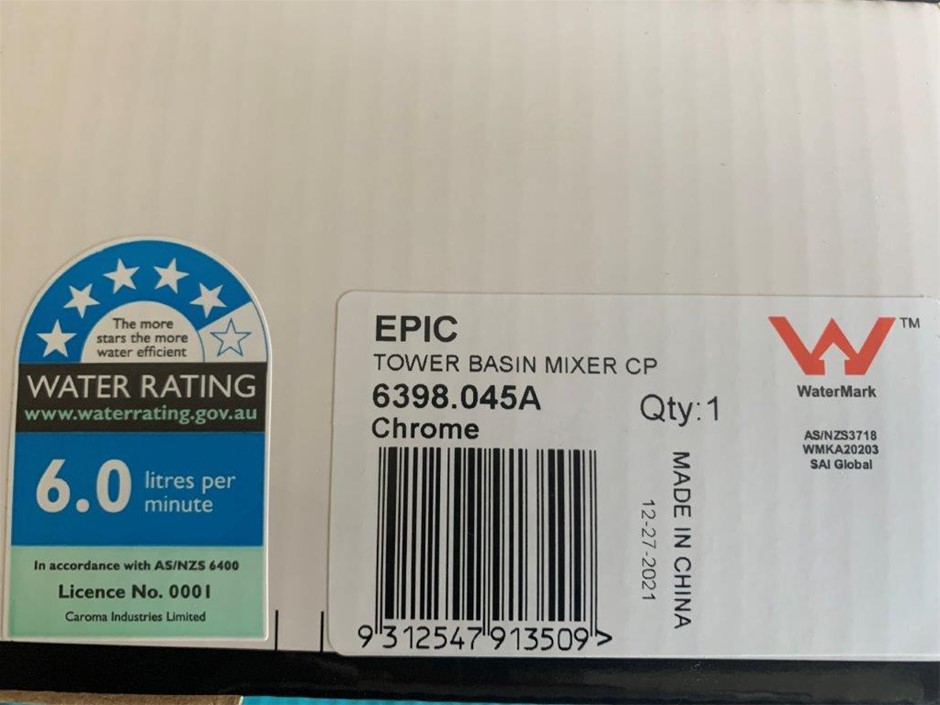 The more
stars the more
water efficient
WATER RATING
www.waterrating.gov.au
6.0 litres per
minute
In accordance with AS/NZS 6400
Licence No. 0001
Caroma Industries Limited
EPIC
TOWER BASIN MIXER CP
6398.045A
Chrome
Qty:1
9 312547 913509 >
MADE IN CHINA
12-27-2021
TM
WaterMark
AS/NZS3718
WMKA20203
SAI Global